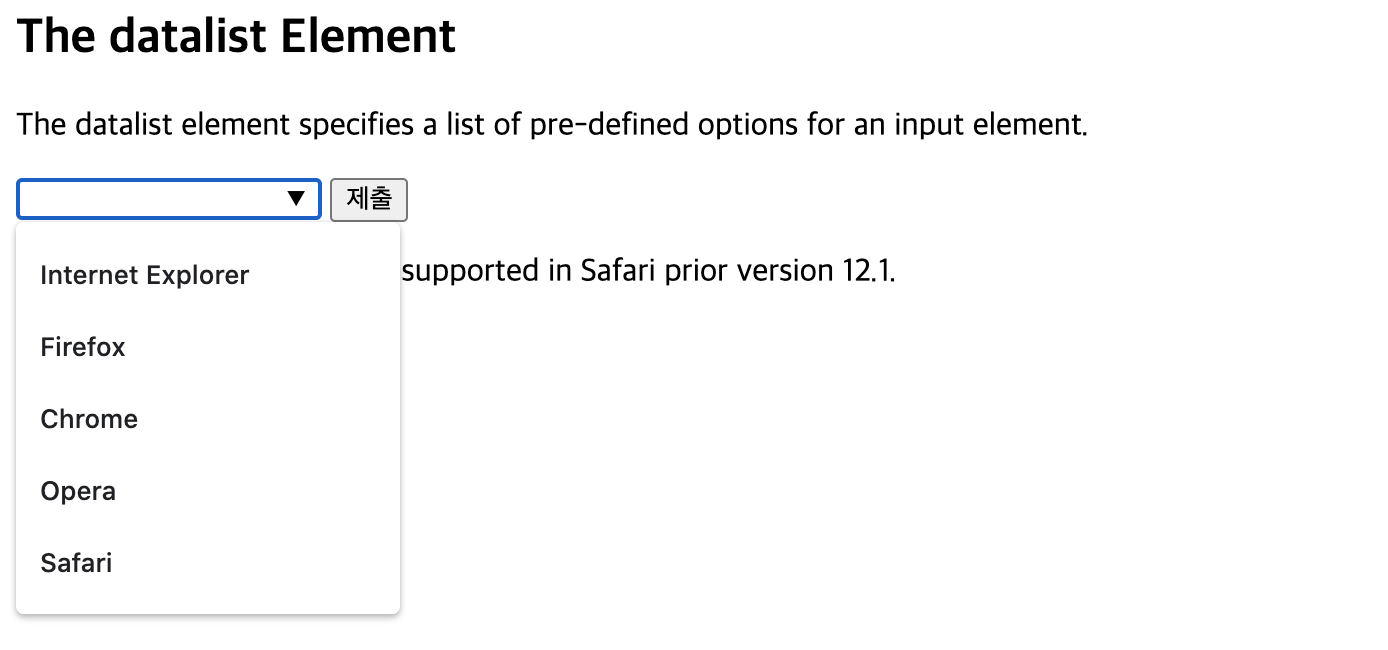 The datalist Element
The datalist element specifies a list of pre-defined options for an input element.
▼ 제출
supported in Safari prior version 12.1.
Internet Explorer
Firefox
Chrome
Opera
Safari